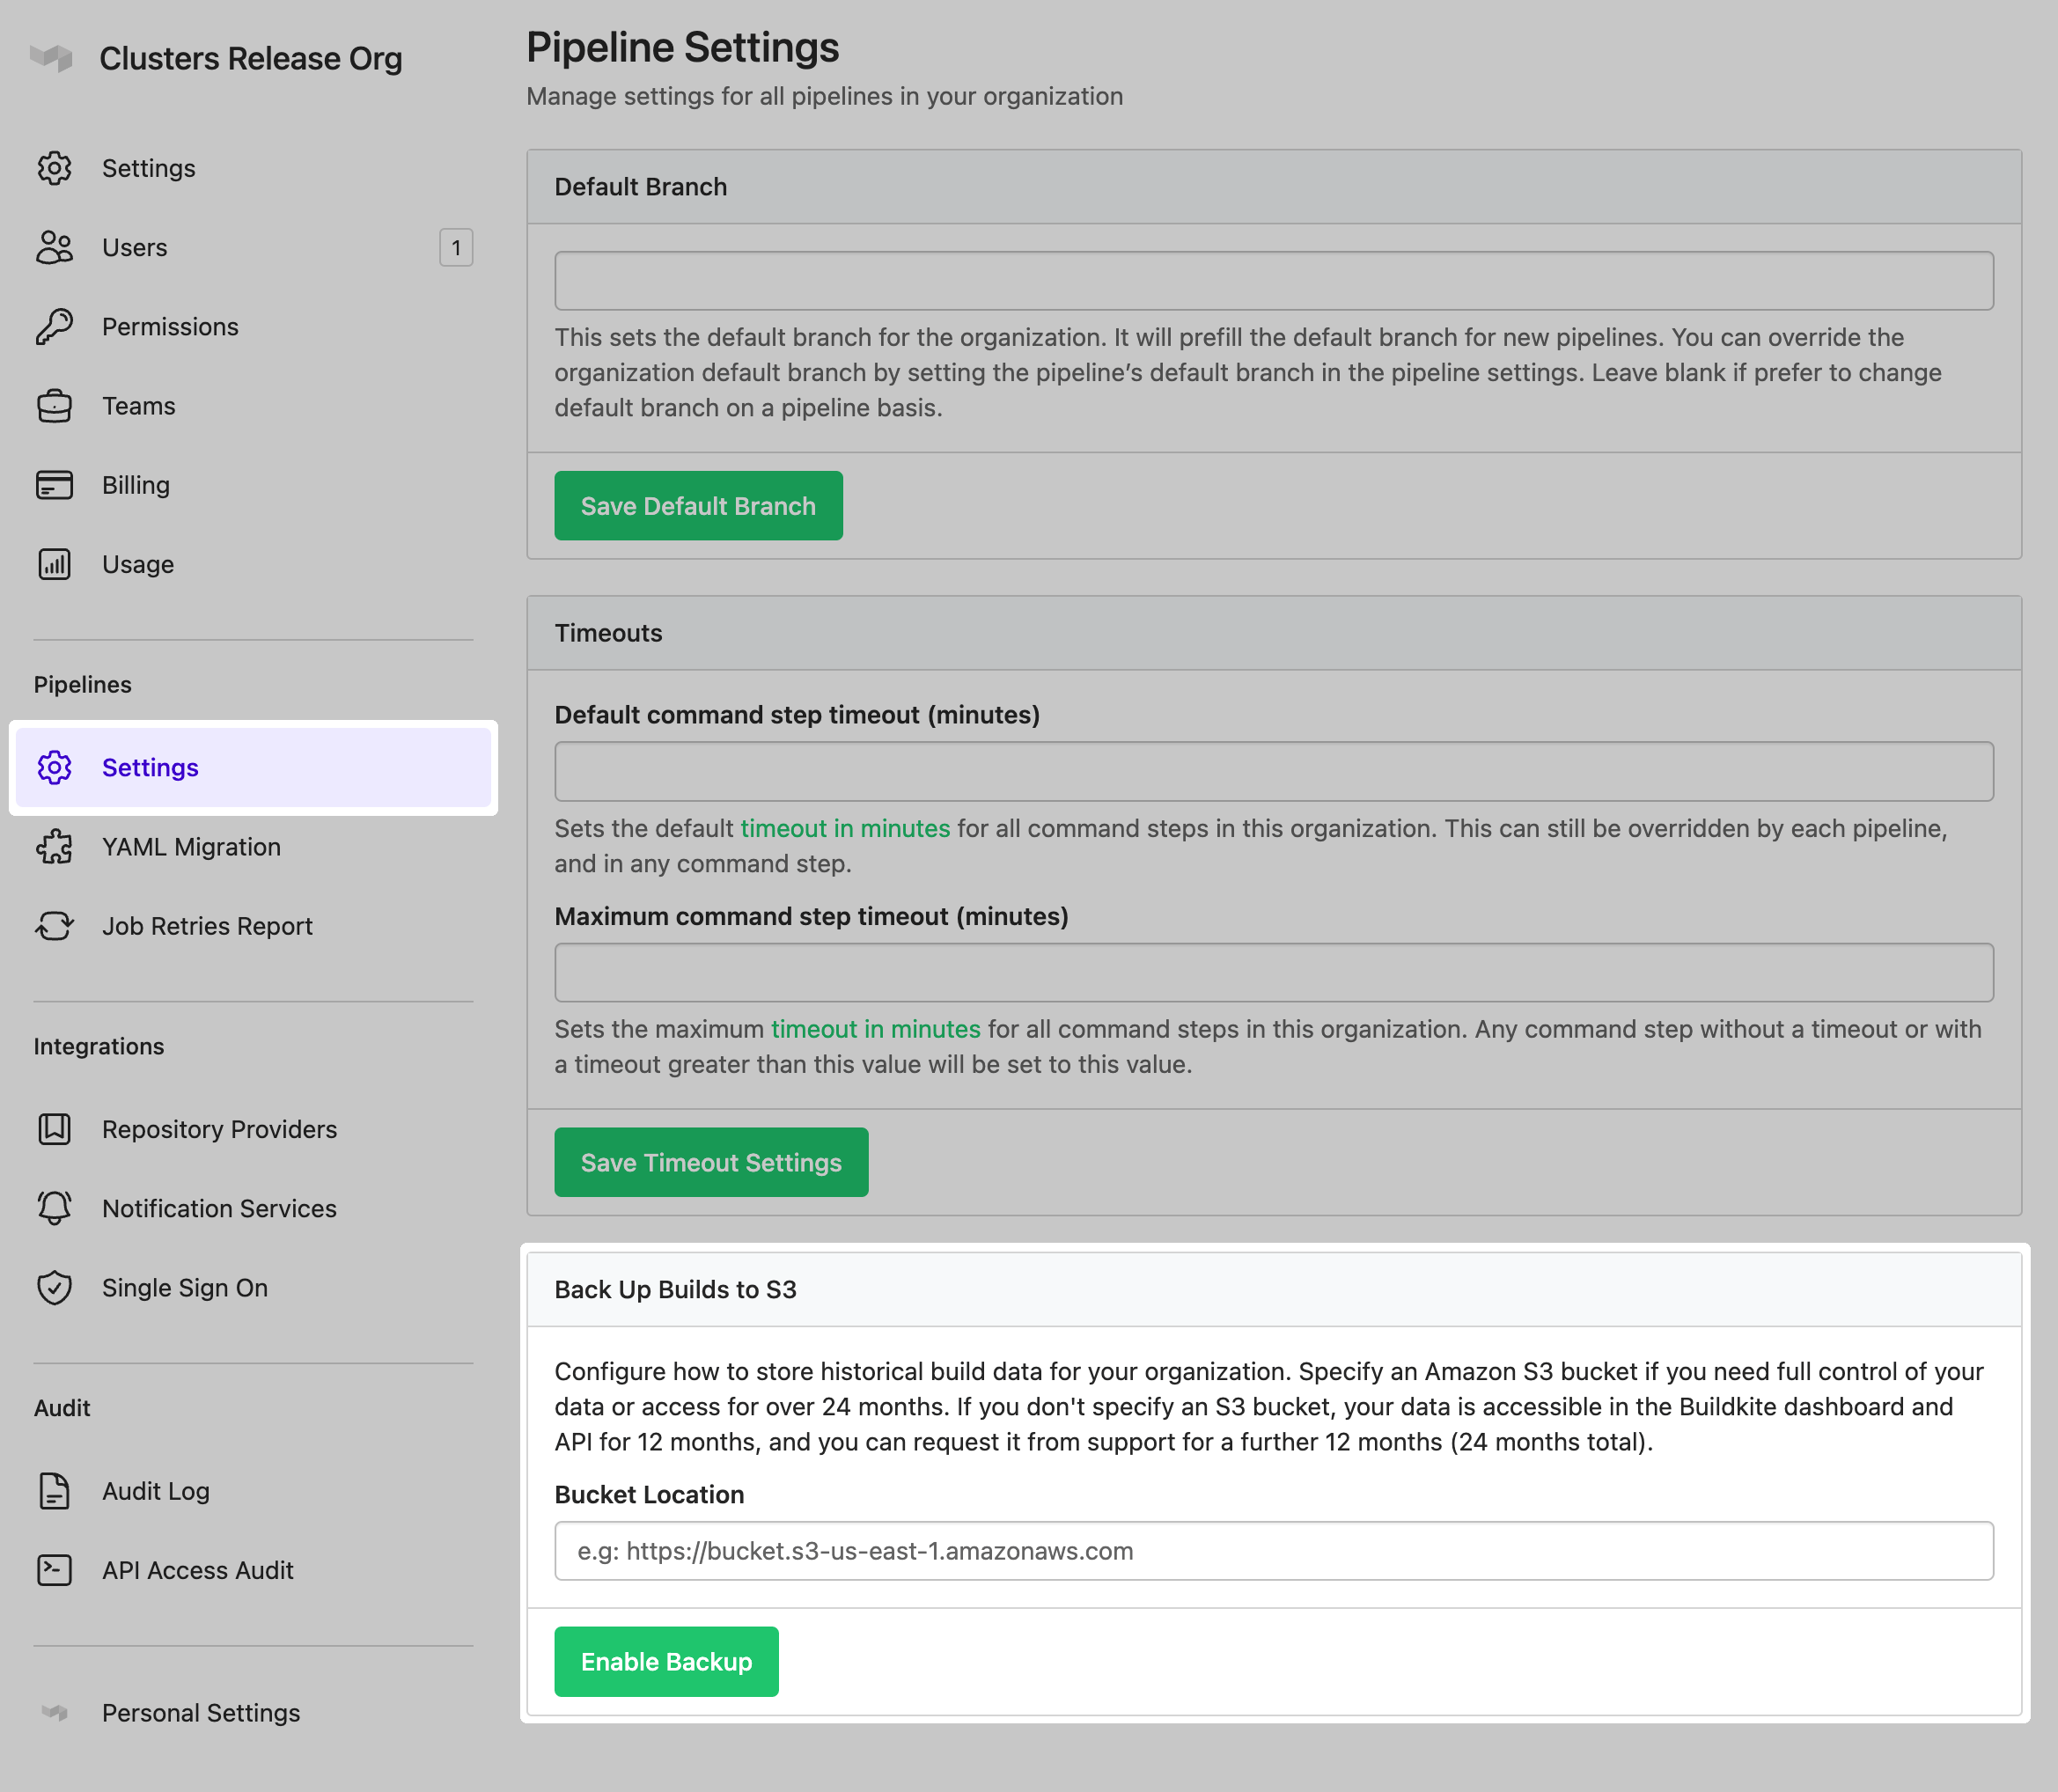 Clusters Release Org
Settings
Users
1
Permissions
Teams
Billing
Usage
Pipelines
Settings
YAML Migration
Job Retries Report
Integrations
Repository Providers
Notification Services
Single Sign On
Audit
Audit Log
API Access Audit
Personal Settings
Pipeline Settings
Manage settings for all pipelines in your organization
Default Branch
This sets the default branch for the organization. It will prefill the default branch for new pipelines. You can override the
organization default branch by setting the pipeline’s default branch in the pipeline settings. Leave blank if prefer to change
default branch on a pipeline basis.
Save Default Branch
Timeouts
Default command step timeout (minutes)
Sets the default timeout in minutes for all command steps in this organization. This can still be overridden by each pipeline,
and in any command step.
Maximum command step timeout (minutes)
Sets the maximum timeout in minutes for all command steps in this organization. Any command step without a timeout or with
a timeout greater than this value will be set to this value.
Save Timeout Settings
Back Up Builds to S3
Configure how to store historical build data for your organization. Specify an Amazon S3 bucket if you need full control of your
data or access for over 24 months. If you don't specify an S3 bucket, your data is accessible in the Buildkite dashboard and
API for 12 months, and you can request it from support for a further 12 months (24 months total).
Bucket Location
e.g: https://bucket.s3-us-east-1.amazonaws.com
Enable Backup